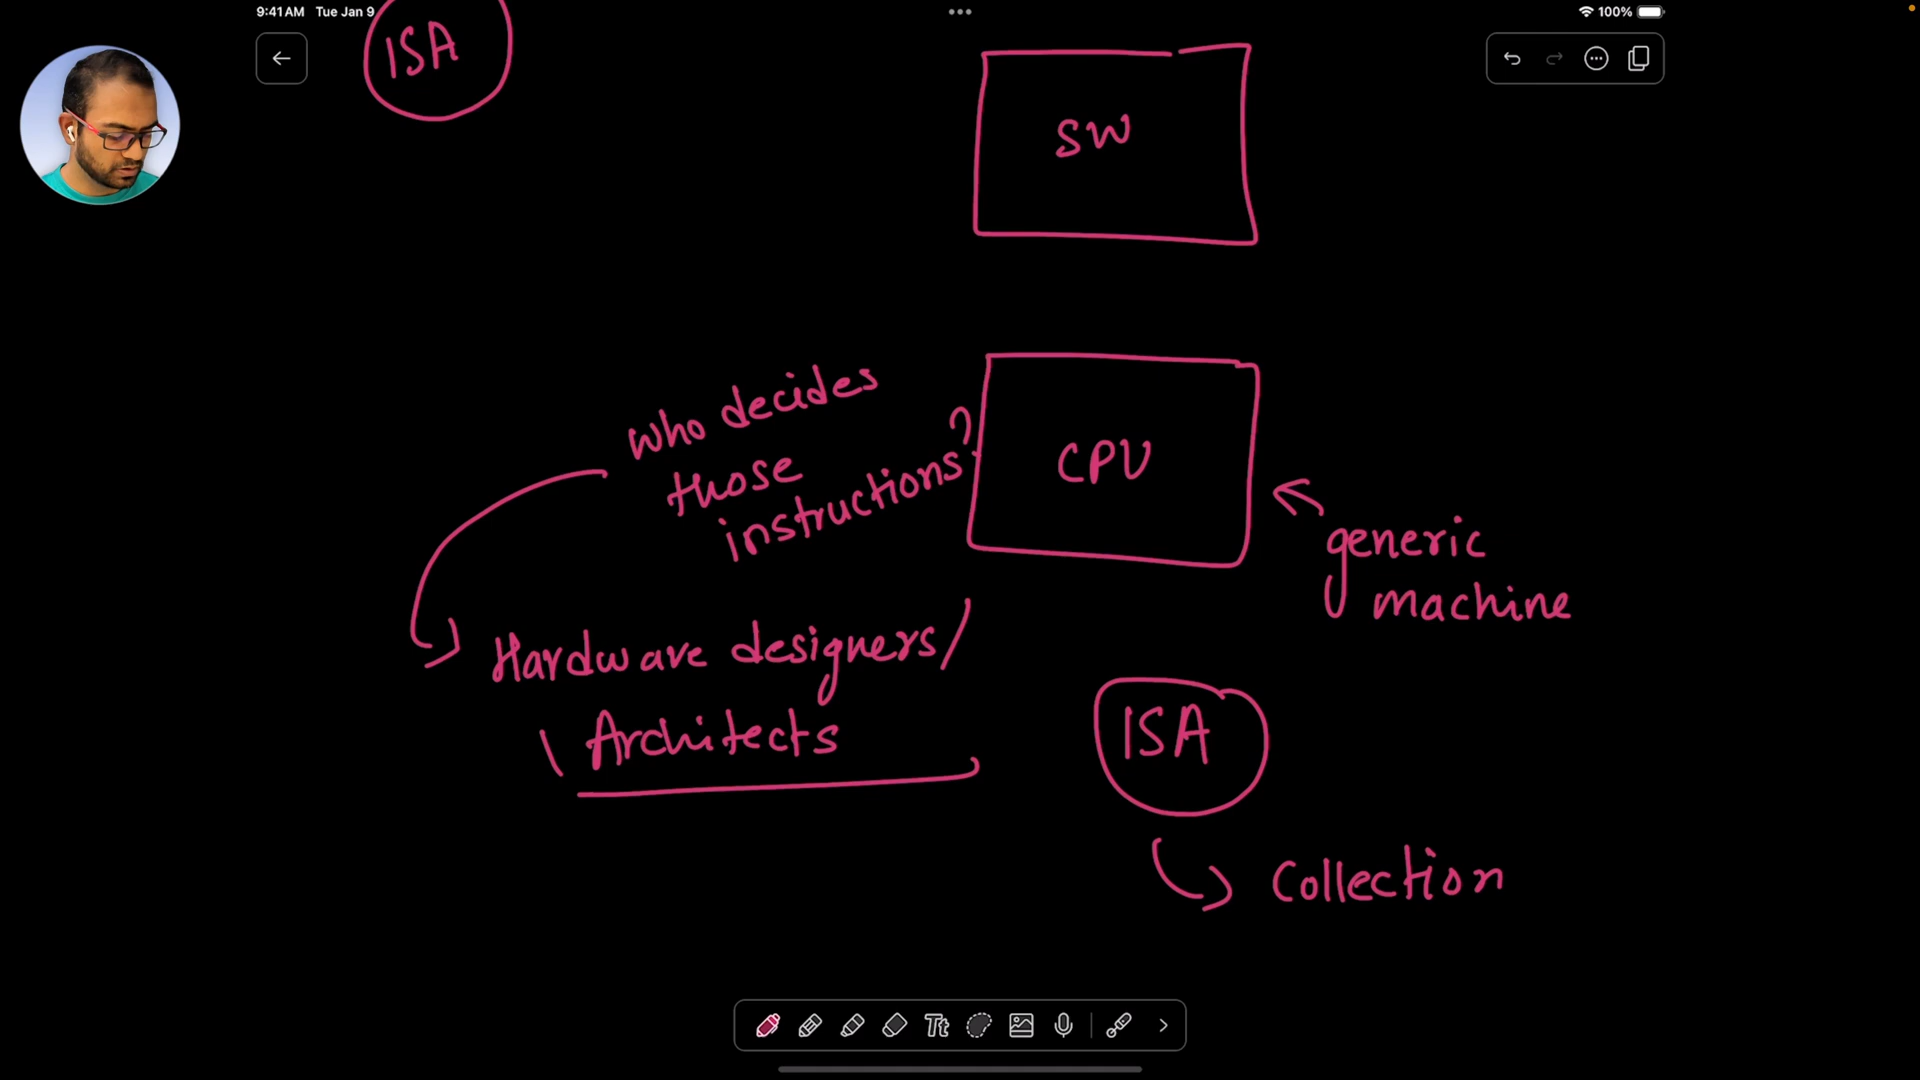 9:41 AM Tue Jan 9
100%
ISA
SW
who decides
those
instructions?
CPU
generic
machine
Hardware designers/
Architects
ISA
Collection
Tt